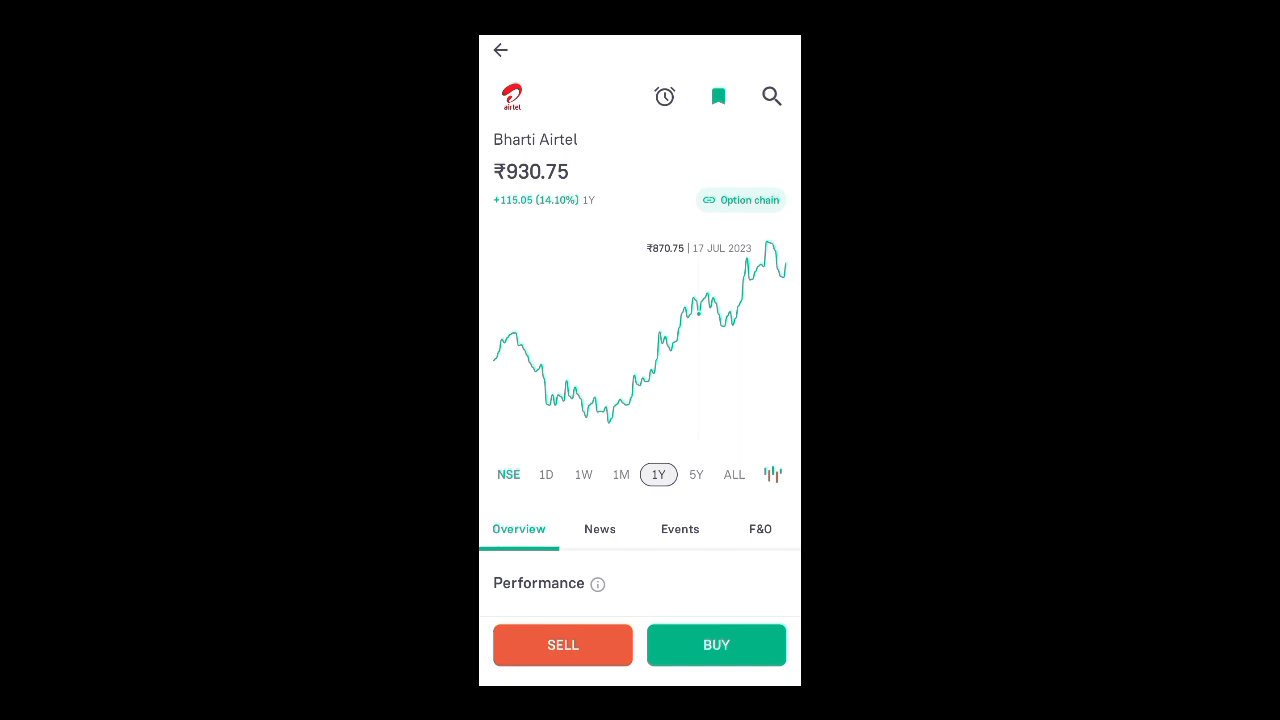 airtel
Bharti Airtel
₹930.75
+115.05 (14.10%) 1Y
Option chain
₹870.75 | 17 JUL 2023
NSE 1D 1W 1M 1Y 5Y ALL
Overview News Events F&O
Performance
SELL BUY